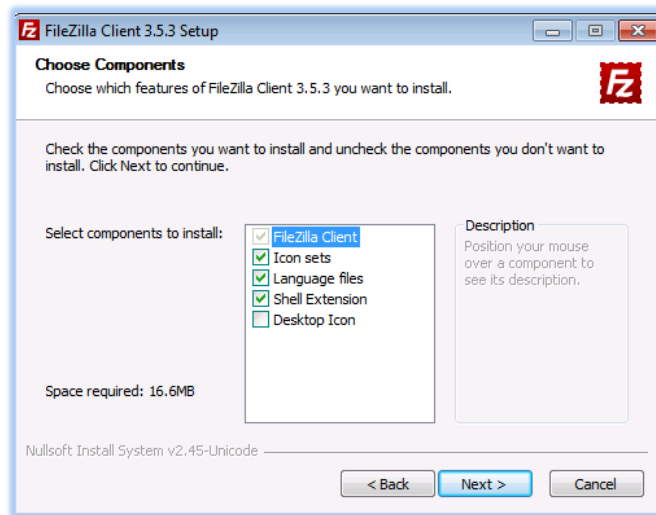 FileZilla Client 3.5.3 Setup
Choose Components
Choose which features of FileZilla Client 3.5.3 you want to install.
Fz
Check the components you want to install and uncheck the components you don't want to
install. Click Next to continue.
Select components to install:
FileZilla Client
Icon sets
Language files
Shell Extension
Desktop Icon
Description
Position your mouse
over a component to
see its description.
Space required: 16.6MB
Nullsoft Install System v2.45-Unicode
< Back
Next >
Cancel